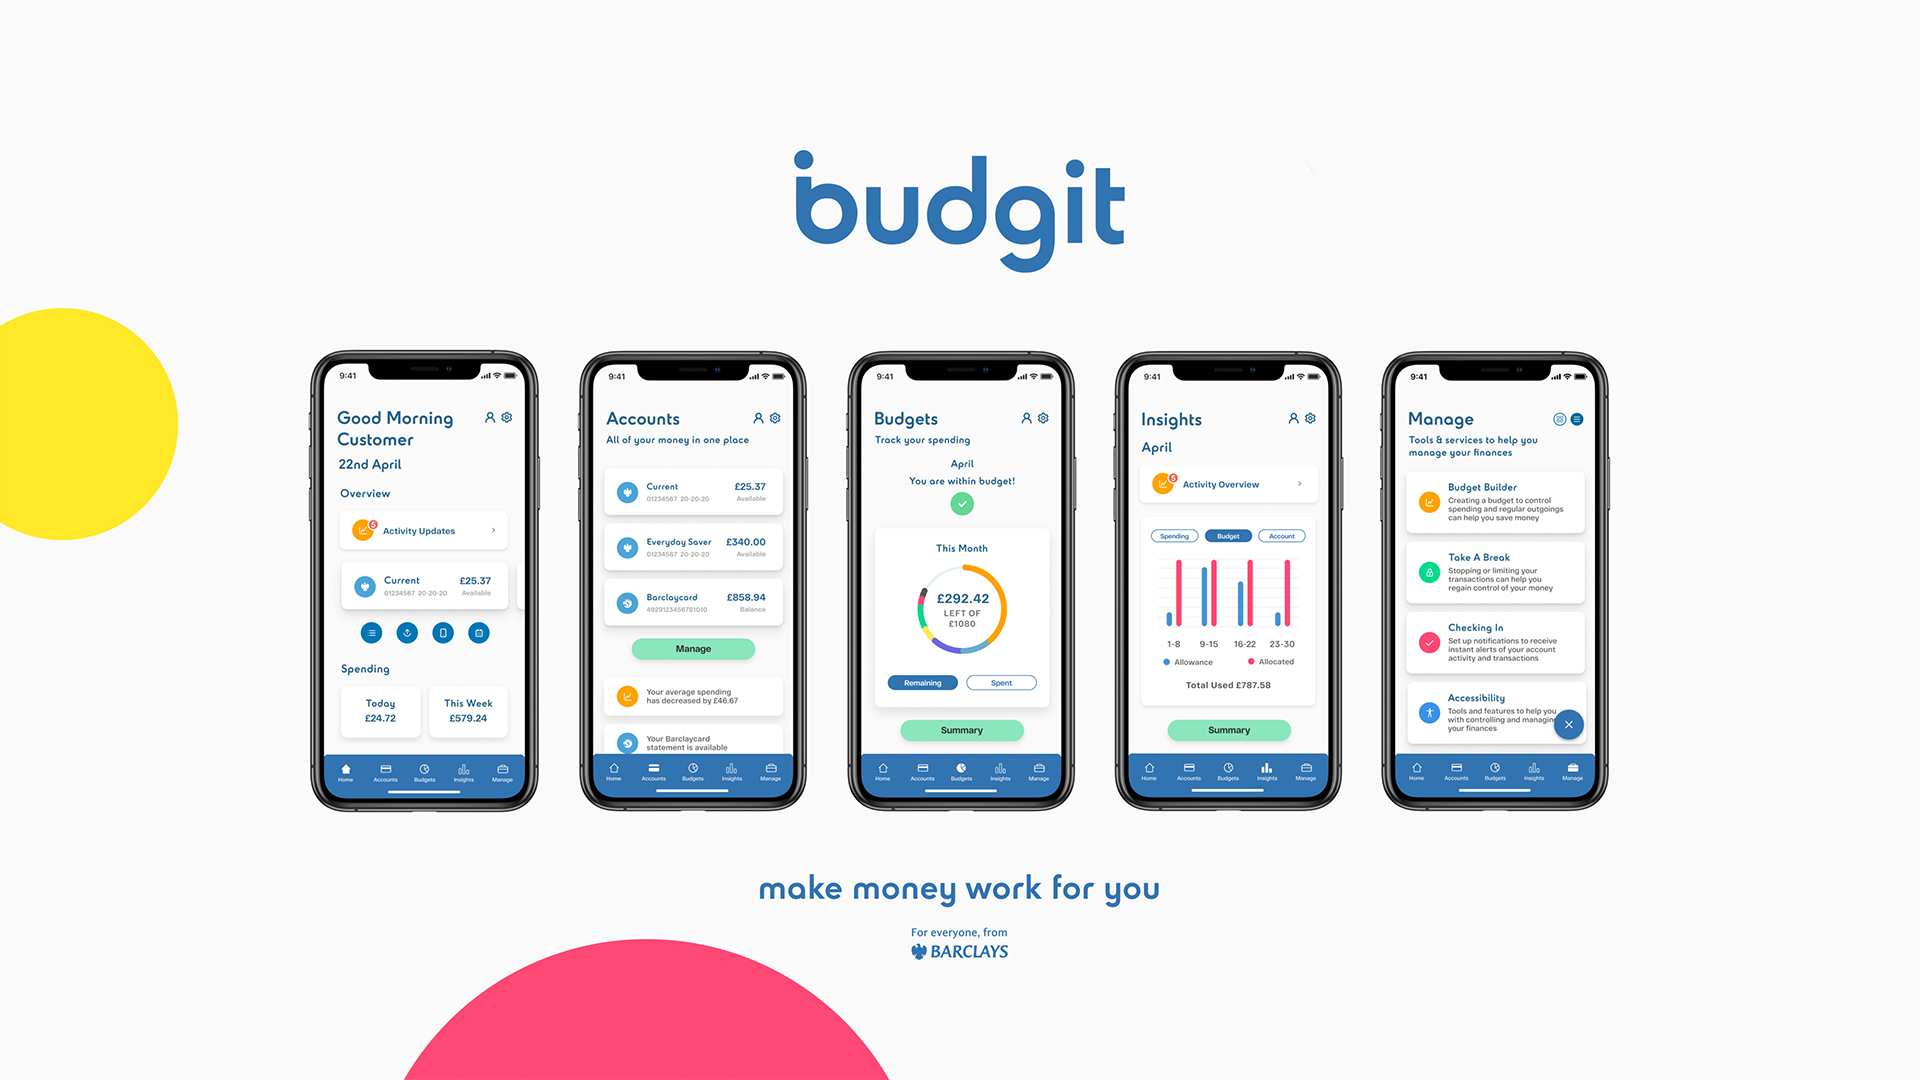 budgit
9:41
Good Morning
Customer
22nd April
Overview
5
Activity Updates
Current
£25.37
01234567 20-20-20
Available
Spending
Today
£24.72
This Week
£579.24
Home
Accounts
Budgets
Insights
Manage
9:41
Accounts
All of your money in one place
Current
£25.37
01234567 20-20-20
Available
Everyday Saver
£340.00
01234567 20-20-20
Available
Barclaycard
£858.94
4929123456781010
Balance
Manage
Your average spending
has decreased by £46.67
Your Barclaycard
statement is available
Home
Accounts
Budgets
Insights
Manage
9:41
Budgets
Track your spending
April
You are within budget!
This Month
£292.42
LEFT OF
£1080
Remaining
Spent
Summary
Home
Accounts
Budgets
Insights
Manage
9:41
Insights
April
5
Activity Overview
Spending
Budget
Account
1-8
9-15
16-22
23-30
Allowance
Allocated
Total Used £787.58
Summary
Home
Accounts
Budgets
Insights
Manage
9:41
Manage
Tools & services to help you
manage your finances
Budget Builder
Creating a budget to control
spending and regular outgoings
can help you save money
Take A Break
Stopping or limiting your
transactions can help you
regain control of your money
Checking In
Set up notifications to receive
instant alerts of your account
activity and transactions
Accessibility
Tools and features to help you
with controlling and managing
your finances
Home
Accounts
Budgets
Insights
Manage
make money work for you
For everyone, from
BARCLAYS